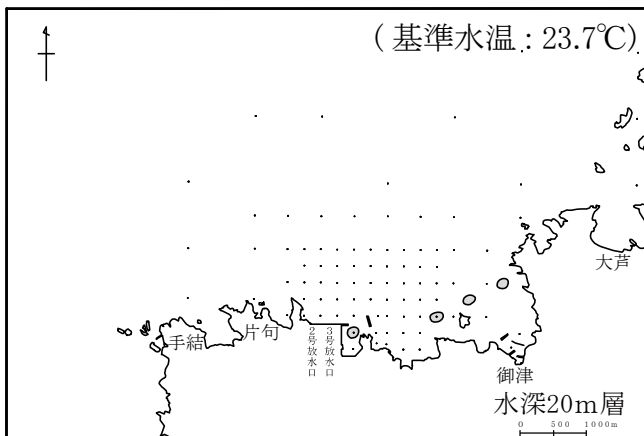 (基準水温:23.7℃)
大芦
手結
片句
2号放水口
3号放水口
御津
水深20m層
0 500 1000m